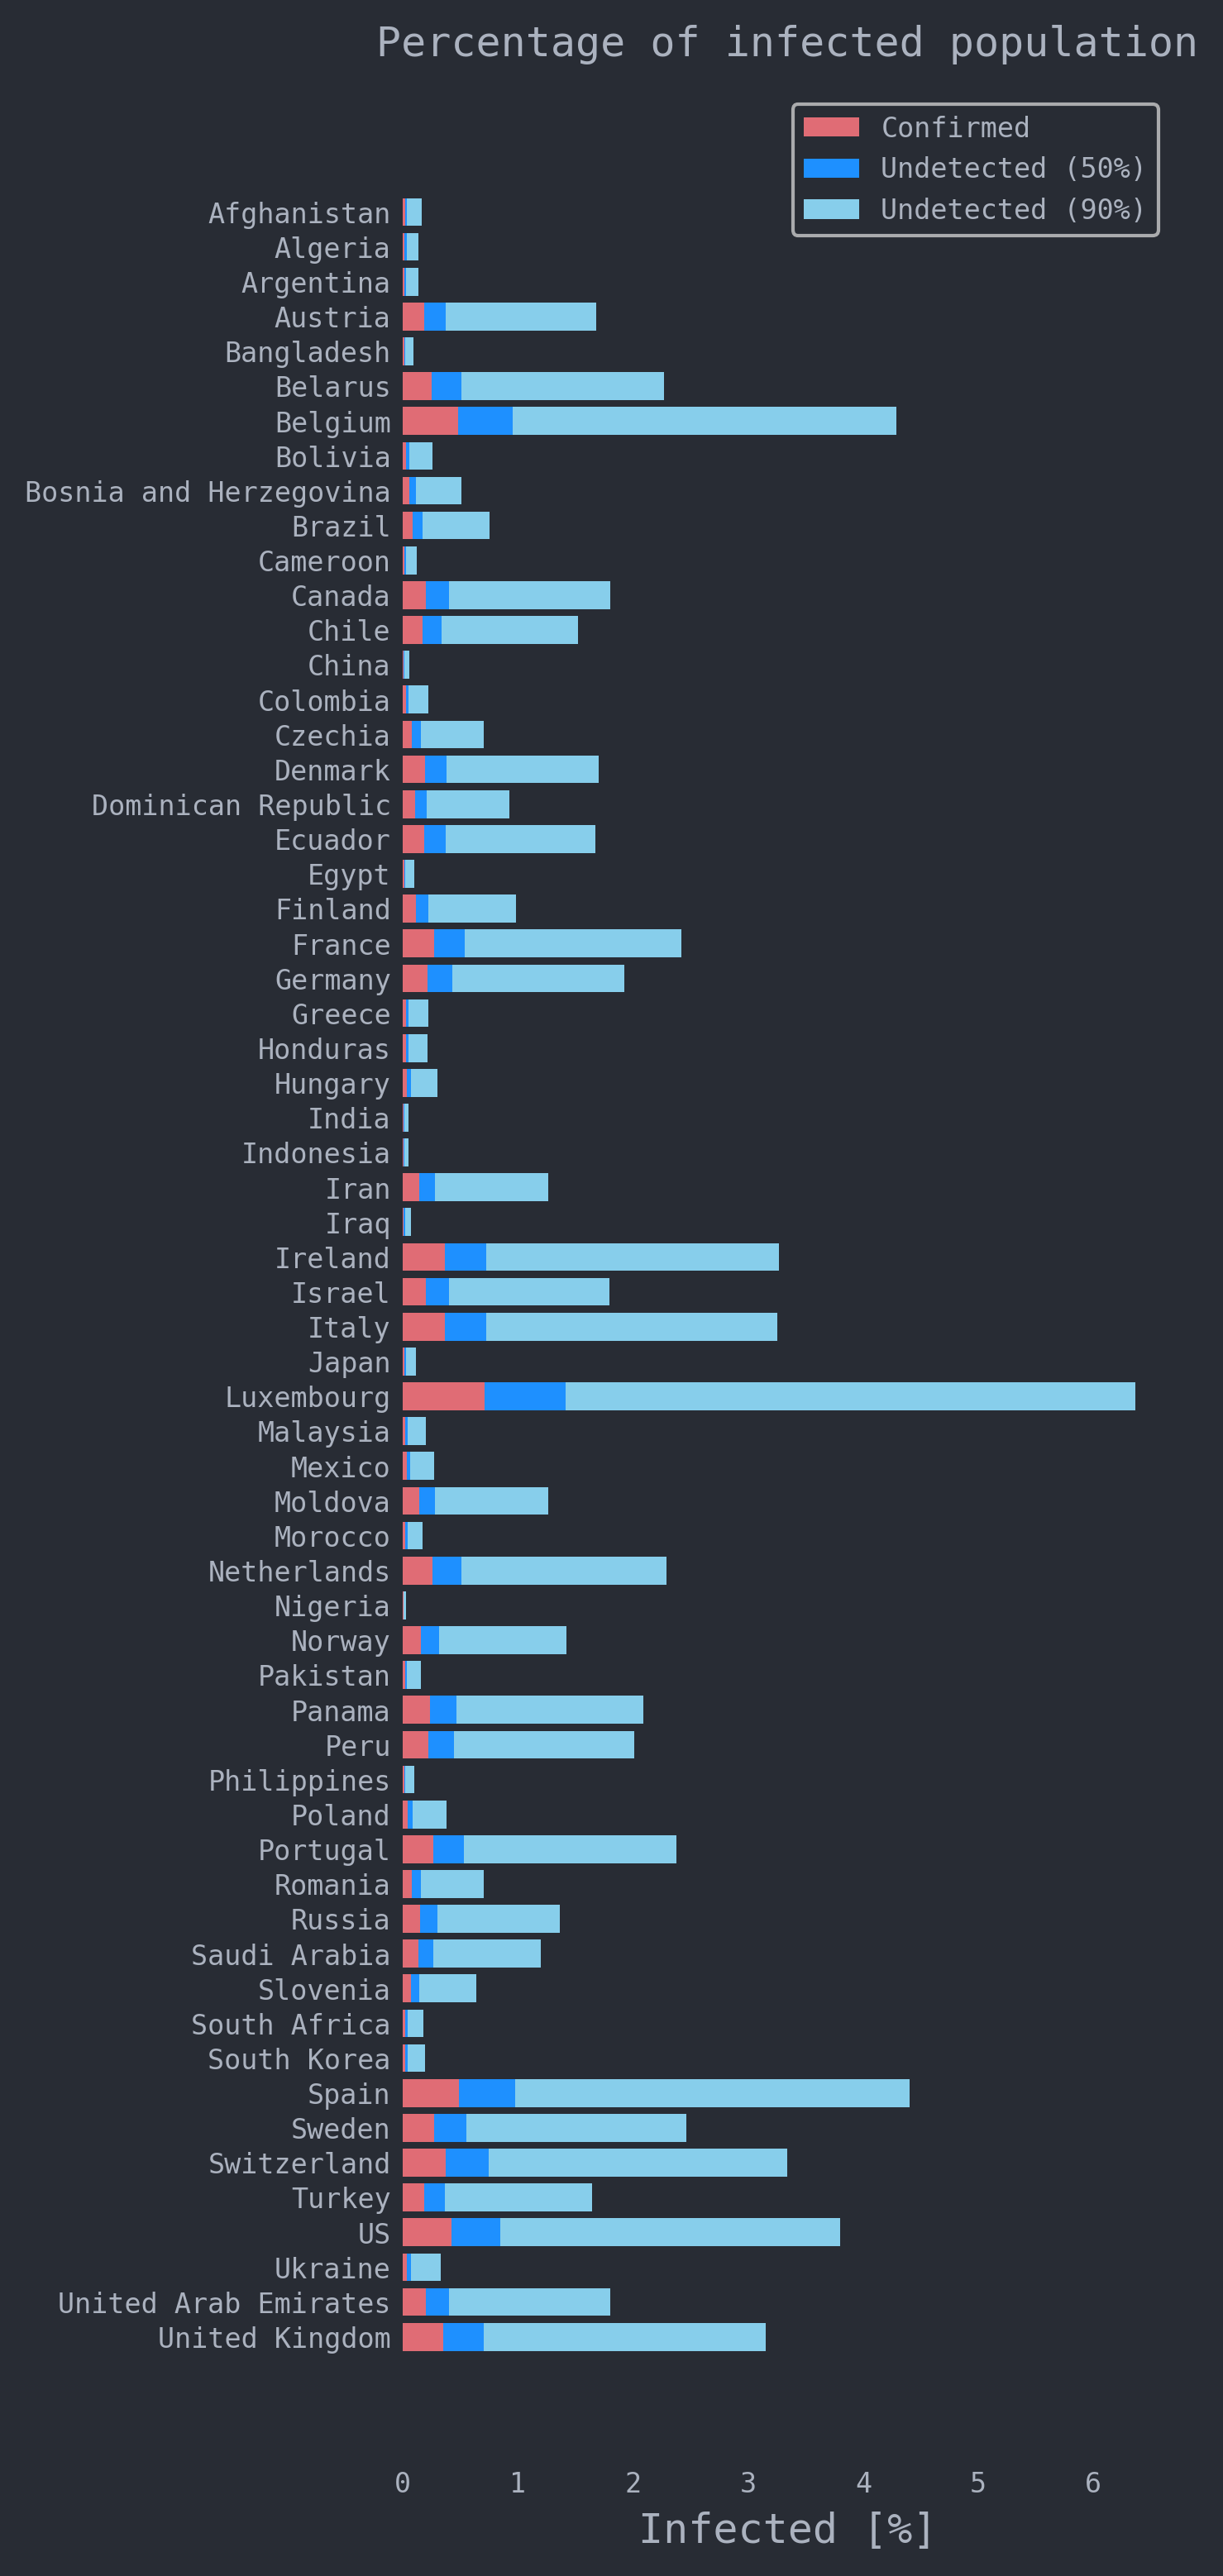 Percentage of infected population
Confirmed
Undetected (50%)
Undetected (90%)
Afghanistan
Algeria
Argentina
Austria
Bangladesh
Belarus
Belgium
Bolivia
Bosnia and Herzegovina
Brazil
Cameroon
Canada
Chile
China
Colombia
Czechia
Denmark
Dominican Republic
Ecuador
Egypt
Finland
France
Germany
Greece
Honduras
Hungary
India
Indonesia
Iran
Iraq
Ireland
Israel
Italy
Japan
Luxembourg
Malaysia
Mexico
Moldova
Morocco
Netherlands
Nigeria
Norway
Pakistan
Panama
Peru
Philippines
Poland
Portugal
Romania
Russia
Saudi Arabia
Slovenia
South Africa
South Korea
Spain
Sweden
Switzerland
Turkey
US
Ukraine
United Arab Emirates
United Kingdom
0 1 2 3 4 5 6
Infected [%]